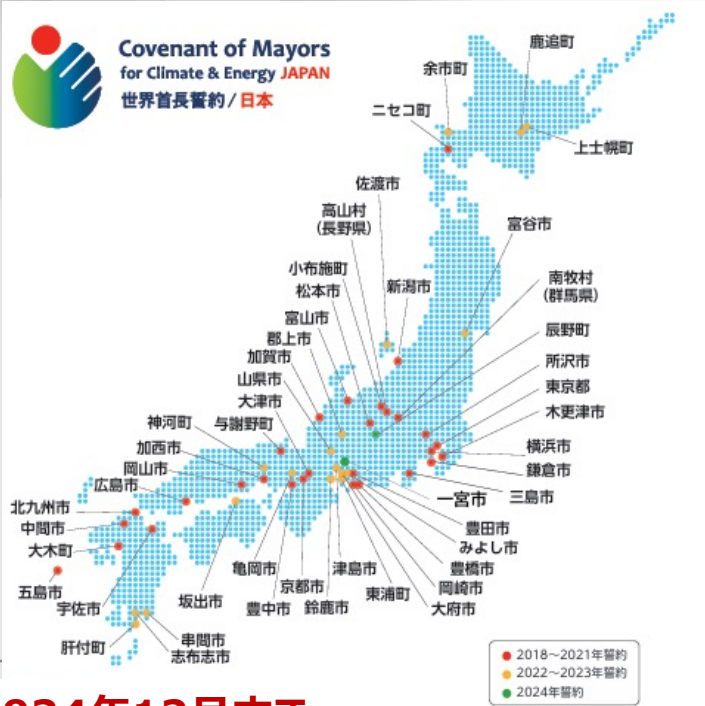 Covenant of Mayors
for Climate & Energy JAPAN
世界首長誓約/日本
鹿追町
余市町
ニセコ町
上士幌町
佐渡市
高山村
(長野県)
富谷市
小布施町
松本市
新潟市
南牧村
(群馬県)
富山市
郡上市
加賀市
山県市
大津市
与謝野町
神河町
加西市
岡山市
広島市
北九州市
中間市
大木町
五島市
宇佐市
肝付町
串間市
志布志市
坂出市
亀岡市
豊中市
京都市
鈴鹿市
津島市
東浦町
大府市
岡崎市
豊橋市
みよし市
豊田市
一宮市
三島市
鎌倉市
横浜市
木更津市
東京都
所沢市
辰野町
2018~2021年誓約
2022~2023年誓約
2024年誓約